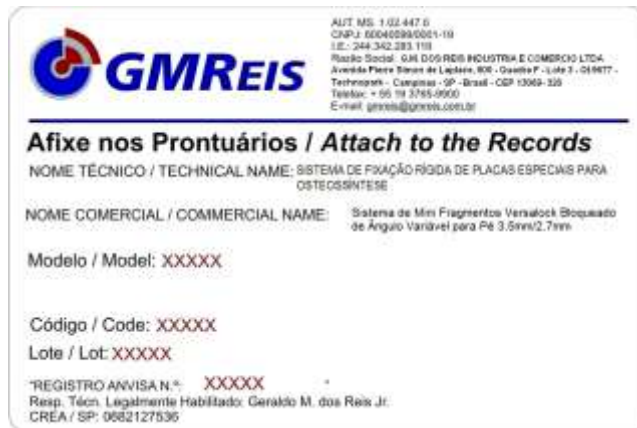 GMREIS
AUT. MS. 1.02.447.0
CNPJ: 60040599/0001-19
I.E.: 244.342.283.119
Razão Social: G.M. DOS REIS INDUSTRIA E COMERCIO LTDA
Avenida Pierre Simon de Laplace, 600 - Quadra F - Lote 3 -
Technopark - Campinas - SP - Brasil - CEP 13069-320
Telefax: + 55 19 3765-9900
E-mail: gmreis@gmreis.com.br
Afixe nos Prontuários / Attach to the Records
NOME TÉCNICO / TECHNICAL NAME: SISTEMA DE FIXAÇÃO RÍGIDA DE PLACAS ESPECIAIS PARA
OSTEOSSÍNTESE
NOME COMERCIAL / COMMERCIAL NAME: Sistema de Mini Fragmentos Versalock Bloqueado
de Ângulo Variável para Pé 3.5mm/2.7mm
Modelo / Model: XXXXX
Código / Code: XXXXX
Lote / Lot: XXXXX
"REGISTRO ANVISA N.º: XXXXX "
Resp. Técn. Legalmente Habilitado: Geraldo M. dos Reis Jr.
CREA / SP: 0682127536